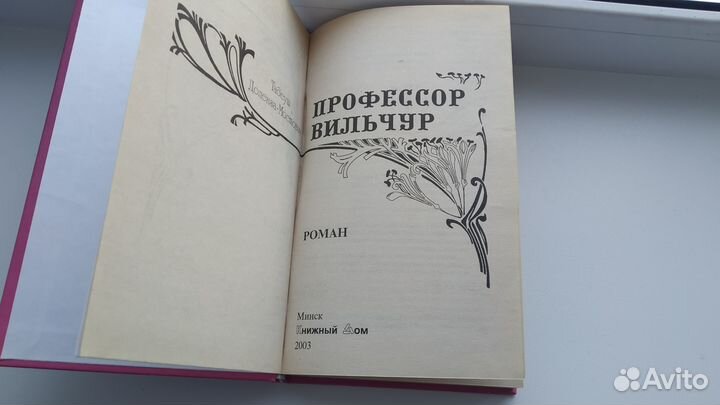 Тадеуш
Доленга-Мостович
ПРОФЕССОР
ВИЛЬЧУР
РОМАН
Минск
Книжный Дом
2003
Avito